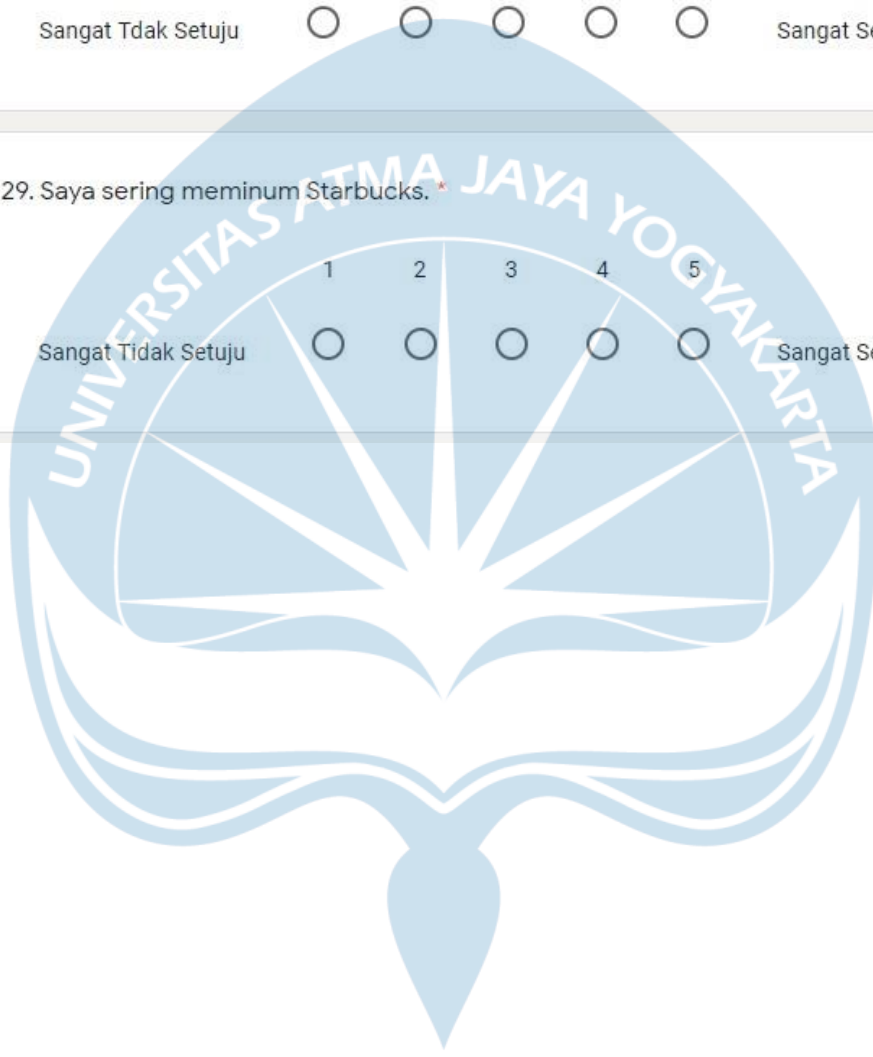 Sangat Tdak Setuju
Sangat Se
29. Saya sering meminum Starbucks. *
UNIVERSITAS ATMA JAYA YOGYAKARTA
1 2 3 4 5
Sangat Tidak Setuju
Sangat Se